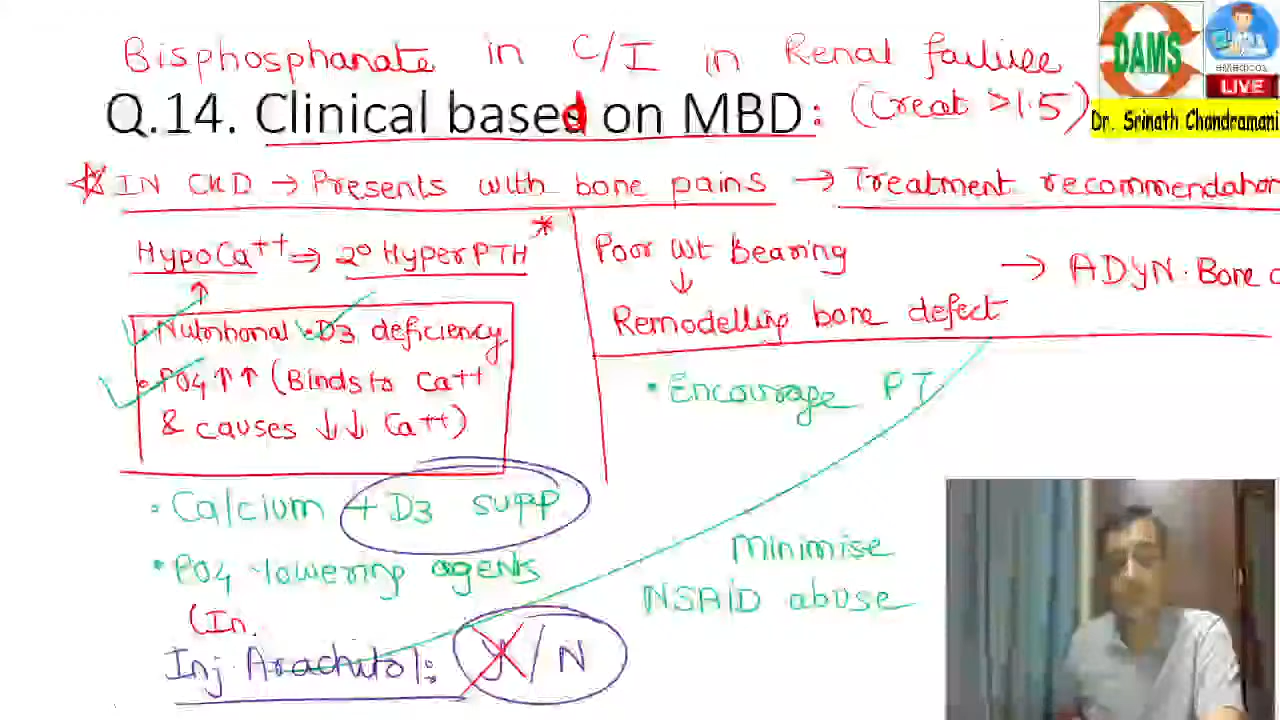 Bisphosphanate in C/I in Renal failure
Q.14. Clinical based on MBD: (Creat >1.5)
DAMS
eMedicoz
LIVE
Dr. Srinath Chandramani
IN CKD → Presents with bone pains → Treatment recommendation
HypoCa++ ⇒ 2° HyperPTH *
↑
• Nutritional • D3 deficiency
• PO4 ↑↑ (Binds to Ca++
& causes ↓↓ Ca++)
• Calcium + D3 supp
• PO4 lowering agents
(In.
Inj. Arachitol: Y/N
Poor wt bearing
↓
Remodelling bone defect
→ ADYN. Bone
• Encourage PT
Minimise
NSAID abuse